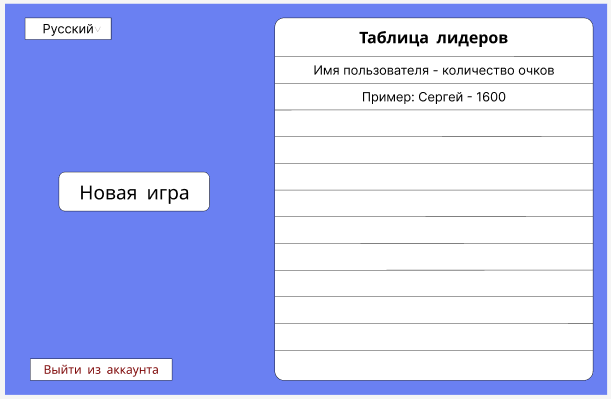 Русский
Таблица лидеров
Имя пользователя - количество очков
Пример: Сергей - 1600
Новая игра
Выйти из аккаунта